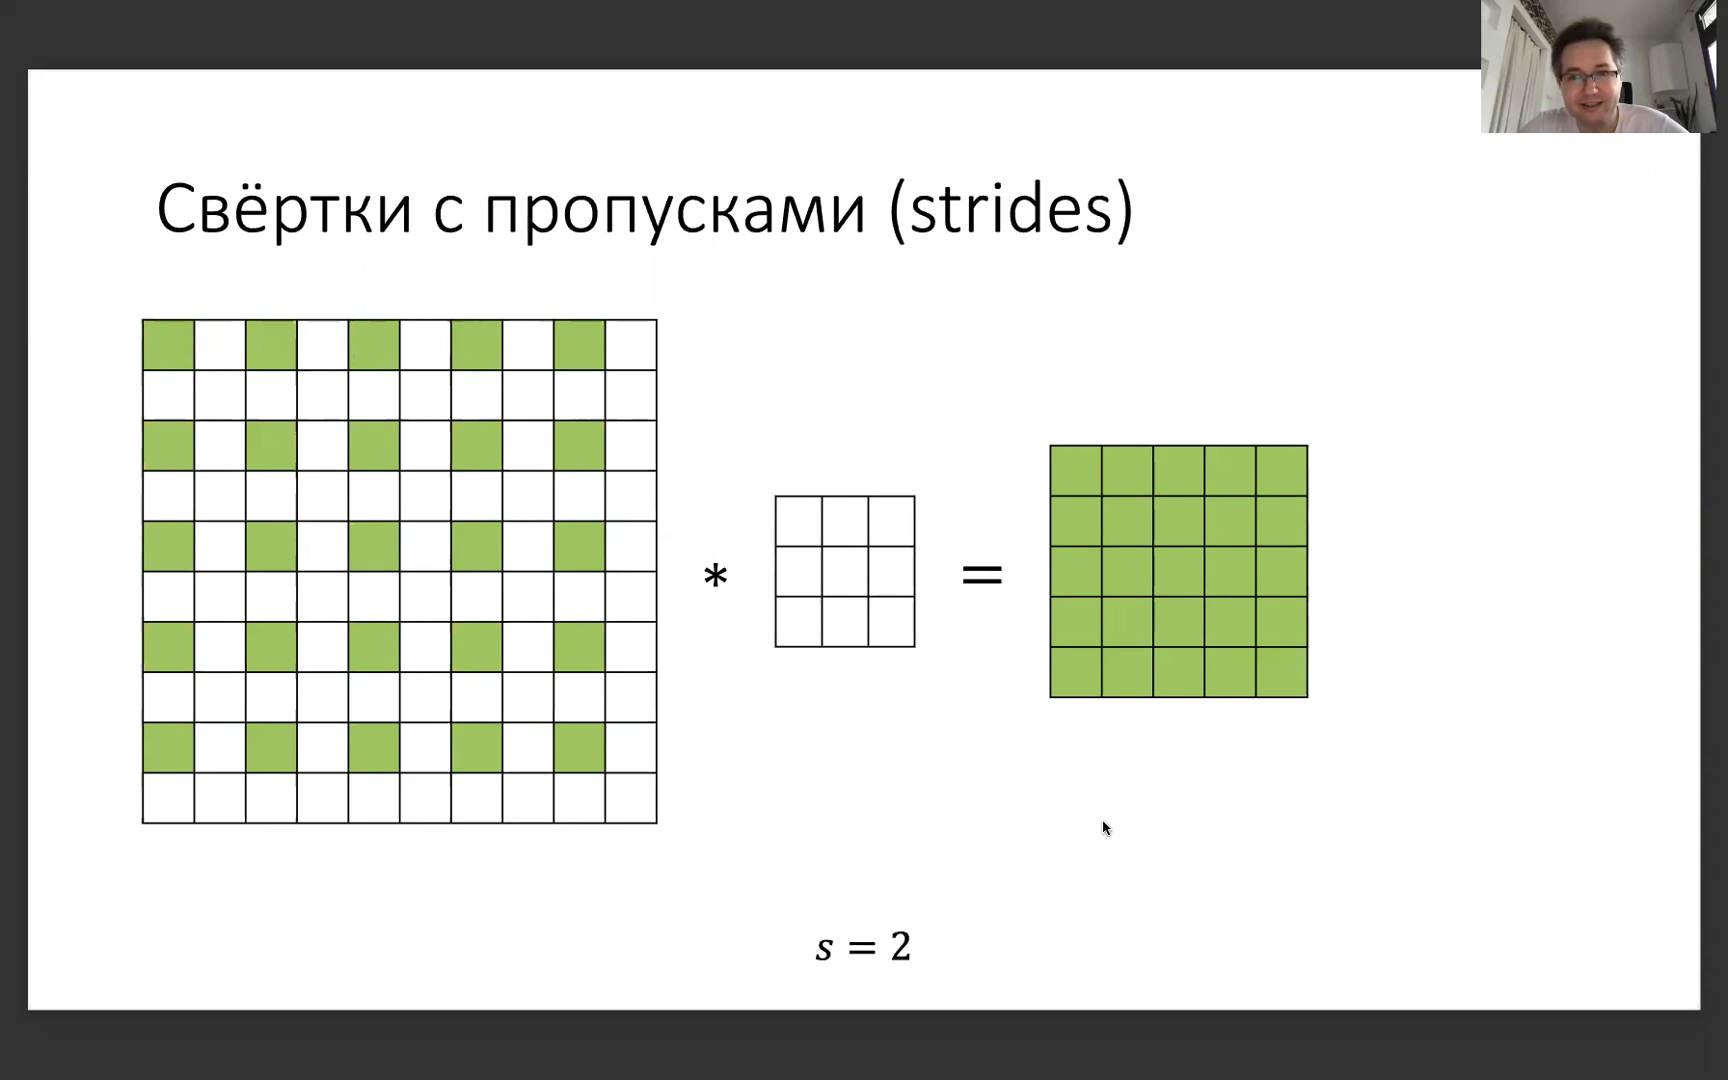 Свёртки с пропусками (strides)
* =
s = 2